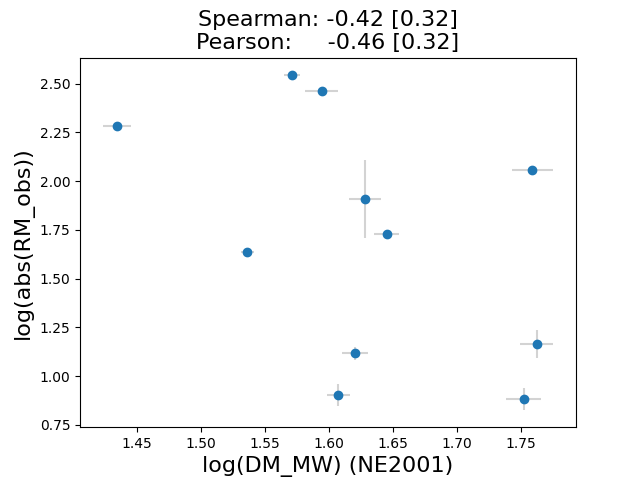 Spearman: -0.42 [0.32]
Pearson: -0.46 [0.32]
log(abs(RM_obs))
2.50
2.25
2.00
1.75
1.50
1.25
1.00
0.75
1.45 1.50 1.55 1.60 1.65 1.70 1.75
log(DM_MW) (NE2001)